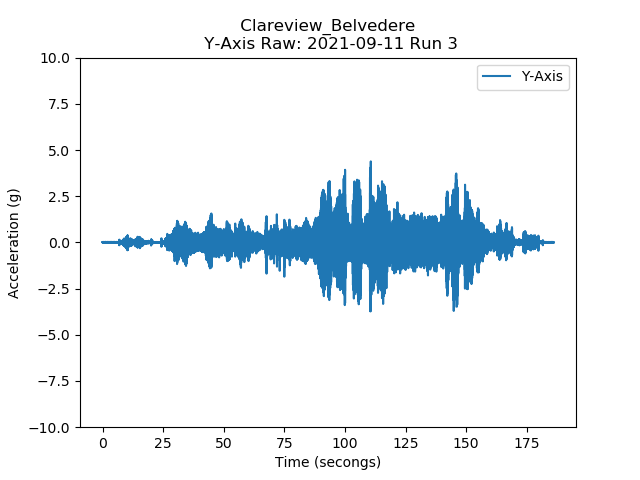 Clareview_Belvedere
Y-Axis Raw: 2021-09-11 Run 3
10.0
7.5
5.0
2.5
0.0
−2.5
−5.0
−7.5
−10.0
Acceleration (g)
Y-Axis
0 25 50 75 100 125 150 175
Time (secongs)